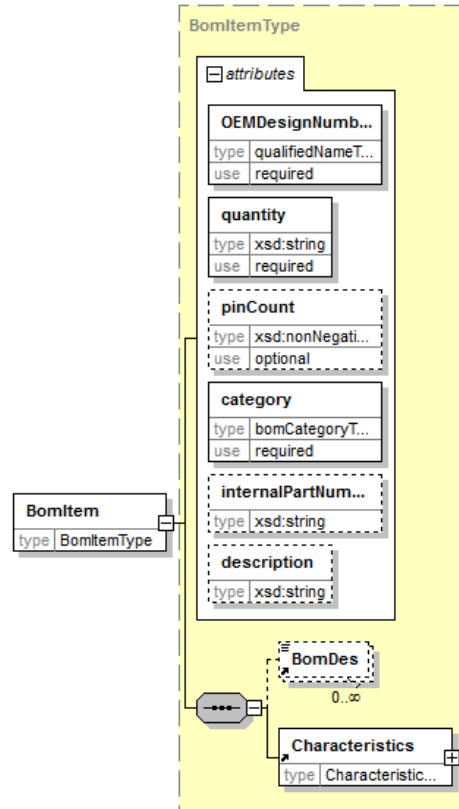 BomItemType
attributes
OEMDesignNumb...
type qualifiedNameT...
use required
quantity
type xsd:string
use required
pinCount
type xsd:nonNegati...
use optional
category
type bomCategoryT...
use required
internalPartNum...
type xsd:string
description
type xsd:string
BomItem
type BomItemType
BomDes
0..∞
Characteristics
type Characteristic...